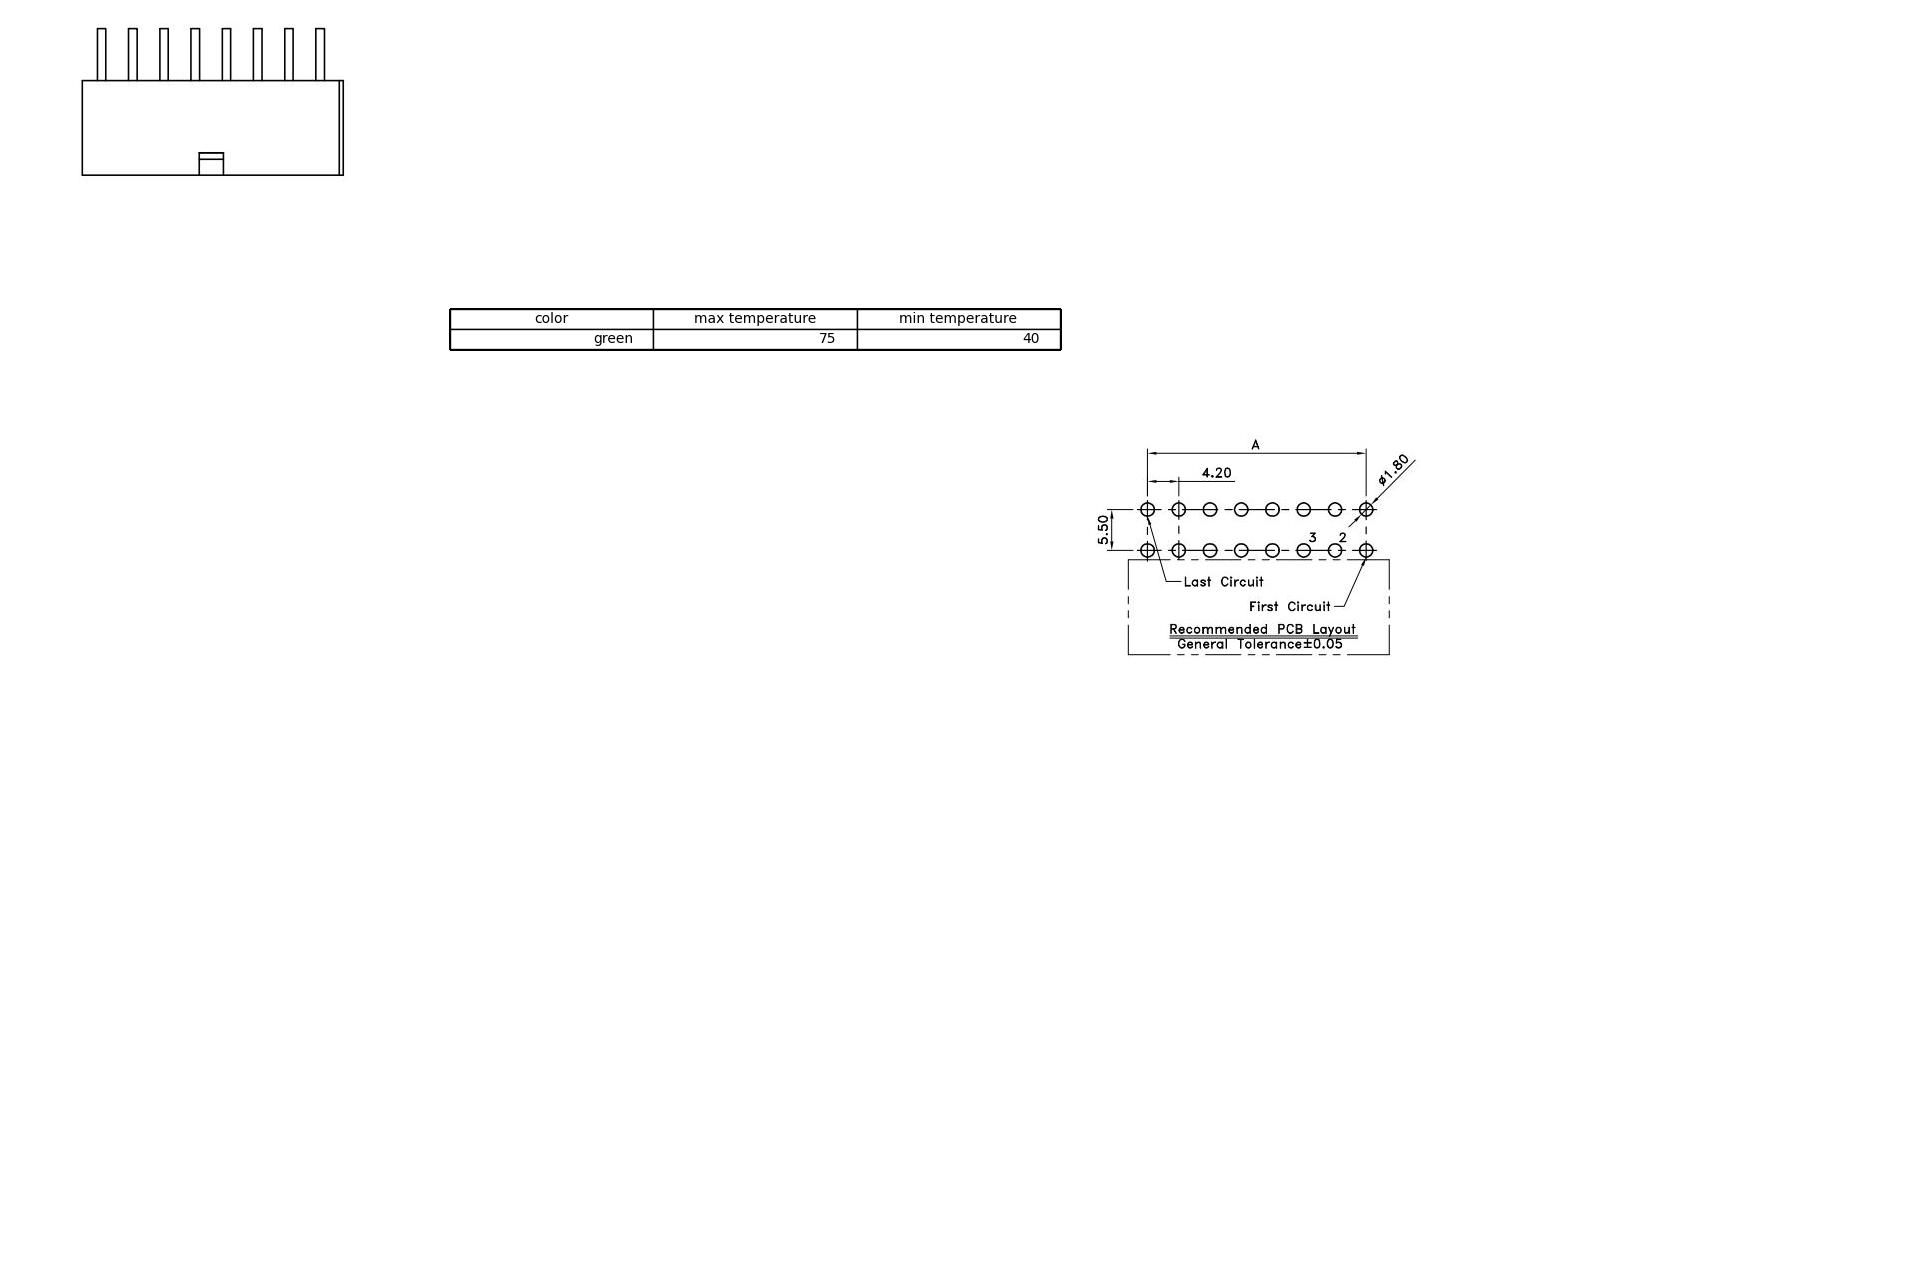 color max temperature min temperature
green 75 40
A
4.20
ø1.80
5.50
3 2
Last Circuit
First Circuit
Recommended PCB Layout
General Tolerance±0.05